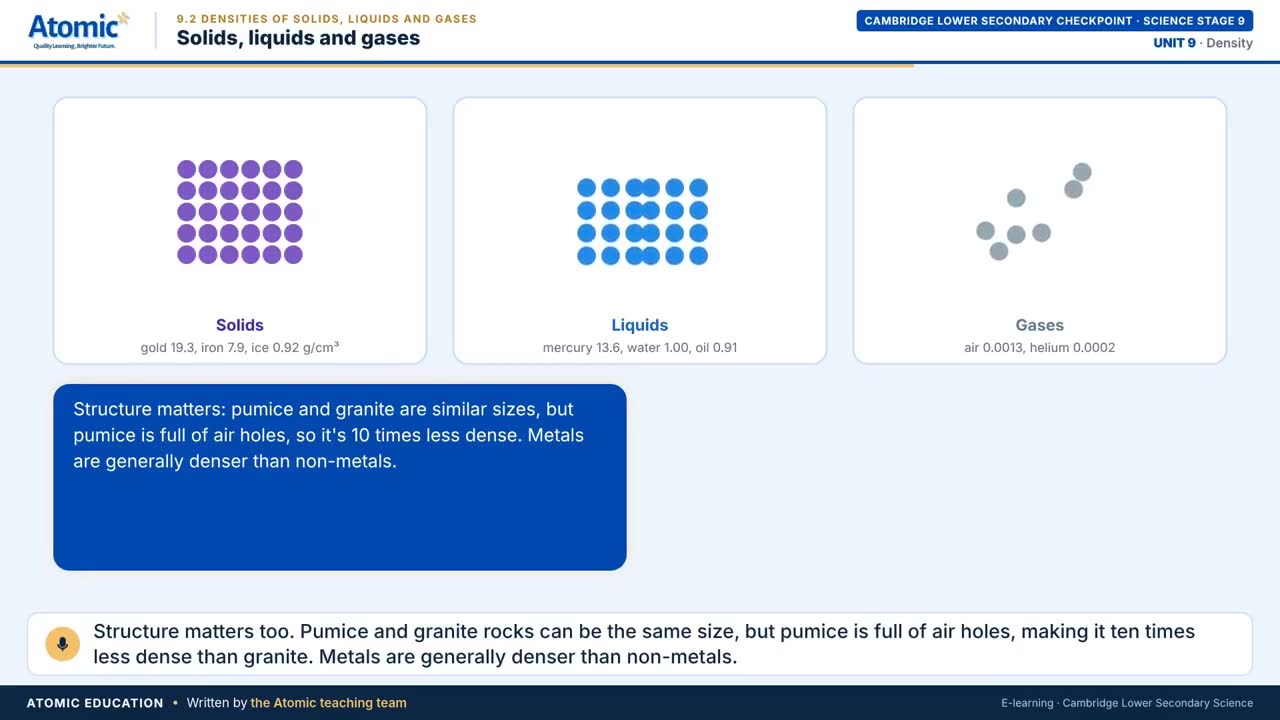 Atomic
Quality Learning, Brighter Future.
9.2 DENSITIES OF SOLIDS, LIQUIDS AND GASES
Solids, liquids and gases
CAMBRIDGE LOWER SECONDARY CHECKPOINT · SCIENCE STAGE 9
UNIT 9 · Density
Solids
gold 19.3, iron 7.9, ice 0.92 g/cm³
Liquids
mercury 13.6, water 1.00, oil 0.91
Gases
air 0.0013, helium 0.0002
Structure matters: pumice and granite are similar sizes, but
pumice is full of air holes, so it's 10 times less dense. Metals
are generally denser than non-metals.
Structure matters too. Pumice and granite rocks can be the same size, but pumice is full of air holes, making it ten times
less dense than granite. Metals are generally denser than non-metals.
ATOMIC EDUCATION • Written by the Atomic teaching team
E-learning · Cambridge Lower Secondary Science